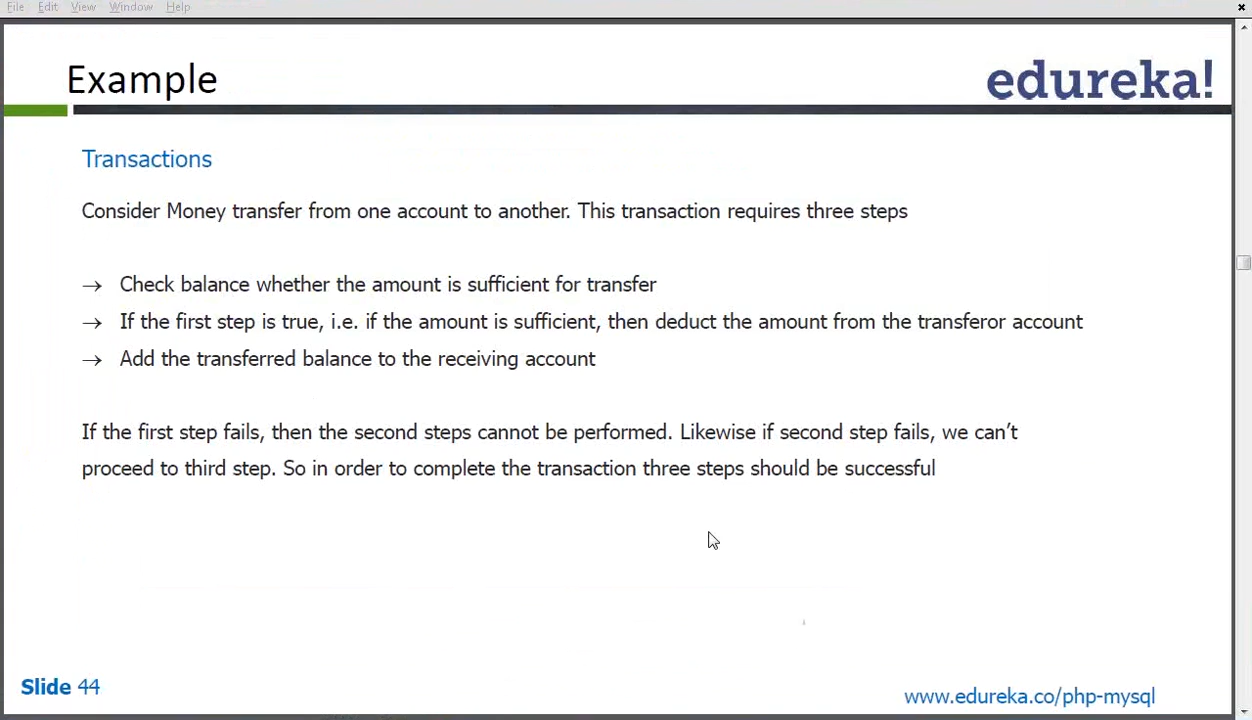 File Edit View Window Help
Example
edureka!
Transactions
Consider Money transfer from one account to another. This transaction requires three steps
→ Check balance whether the amount is sufficient for transfer
→ If the first step is true, i.e. if the amount is sufficient, then deduct the amount from the transferor account
→ Add the transferred balance to the receiving account
If the first step fails, then the second steps cannot be performed. Likewise if second step fails, we can’t
proceed to third step. So in order to complete the transaction three steps should be successful
Slide 44
www.edureka.co/php-mysql